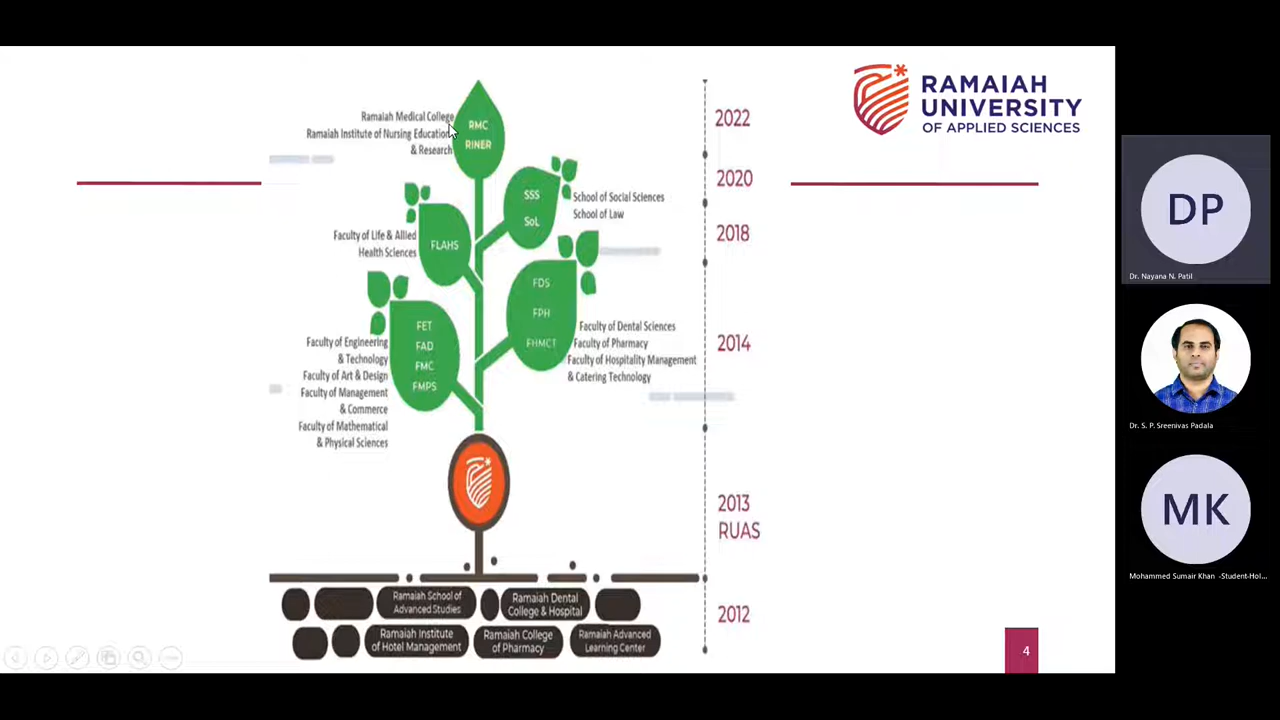 RAMAIAH
UNIVERSITY
OF APPLIED SCIENCES
Ramaiah Medical College
Ramaiah Institute of Nursing Education
& Research
RMC
RINER
2022
2020
SSS
SoL
School of Social Sciences
School of Law
2018
Faculty of Life & Allied
Health Sciences
FLAHS
FDS
FPH
FHMCT
Faculty of Dental Sciences
Faculty of Pharmacy
Faculty of Hospitality Management
& Catering Technology
2014
Faculty of Engineering
& Technology
Faculty of Art & Design
Faculty of Management
& Commerce
Faculty of Mathematical
& Physical Sciences
FET
FAD
FMC
FMPS
2013
RUAS
Ramaiah School of
Advanced Studies
Ramaiah Dental
College & Hospital
2012
Ramaiah Institute
of Hotel Management
Ramaiah College
of Pharmacy
Ramaiah Advanced
Learning Center
4
DP
Dr. Nayana N. Patil
Dr. S. P. Sreenivas Padala
MK
Mohammed Sumair Khan -Student-Hol...